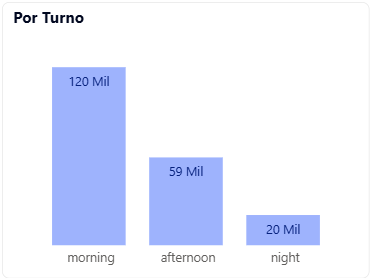 Por Turno
120 Mil
59 Mil
20 Mil
morning afternoon night